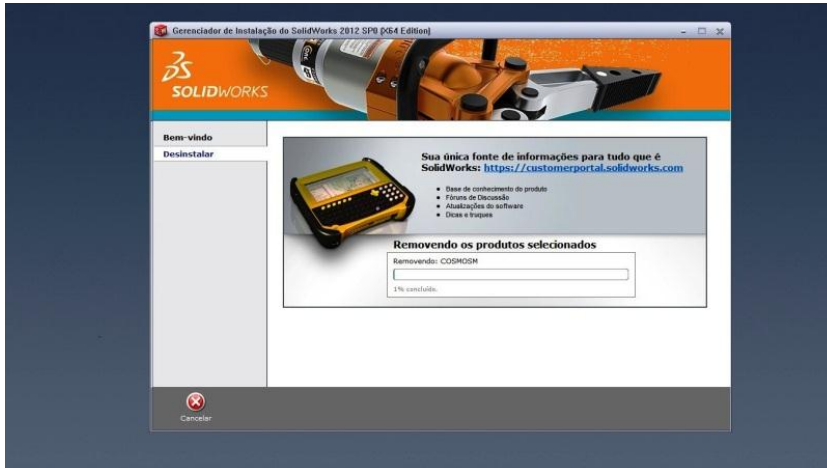 Gerenciador de Instalação do SolidWorks 2012 SP0 [X64 Edition]
SOLIDWORKS
Bem-vindo
Desinstalar
Sua única fonte de informações para tudo que é
SolidWorks: https://customerportal.solidworks.com
Base de conhecimento do produto
Fóruns de Discussão
Atualizações do software
Dicas e truques
Removendo os produtos selecionados
Removendo: COSMOSM
1% concluído.
Cancelar